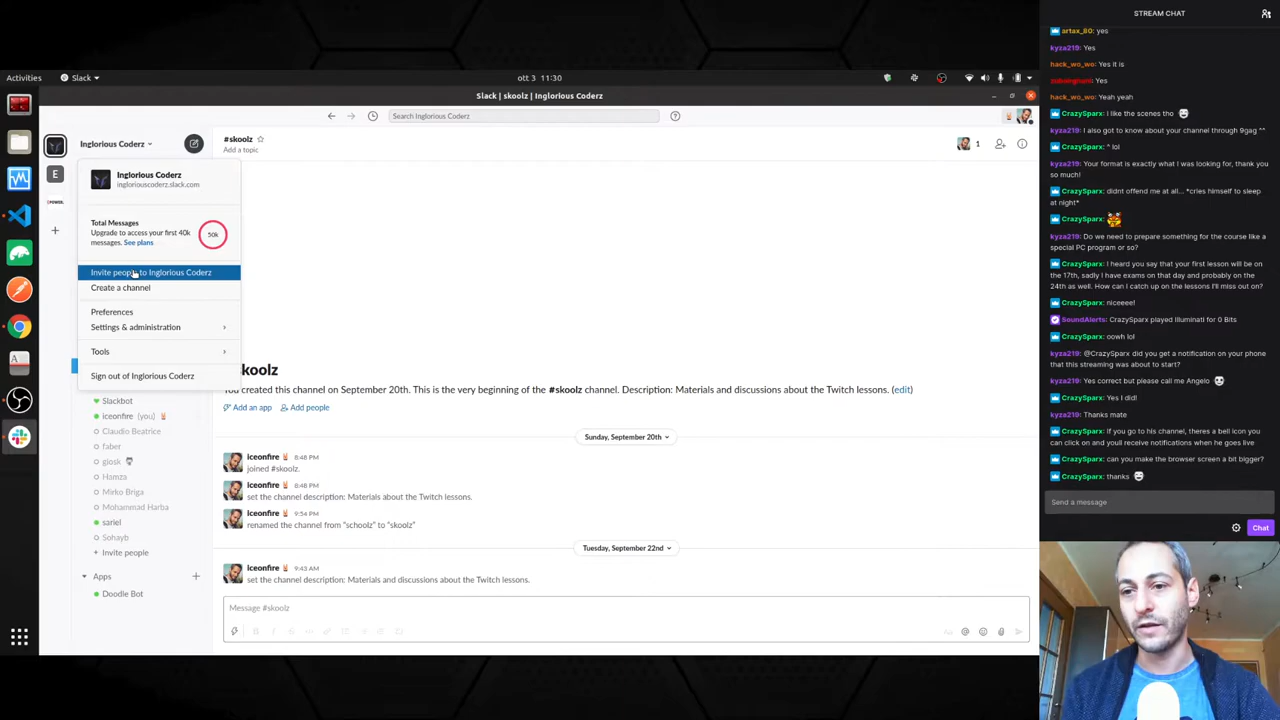 Activities
Slack
ott 3 11:30
Slack | skoolz | Inglorious Coderz
Search Inglorious Coderz
Inglorious Coderz
#skoolz
Add a topic
1
E
Inglorious Coderz
ingloriouscoderz.slack.com
Total Messages
Upgrade to access your first 40k
messages. See plans
50k
Invite people to Inglorious Coderz
Create a channel
Preferences
Settings & administration
Tools
Sign out of Inglorious Coderz
Slackbot
iceonfire (you)
Claudio Beatrice
faber
giosk
Hamza
Mirko Briga
Mohammad Harba
sariel
Sohayb
+ Invite people
Apps
Doodle Bot
skoolz
You created this channel on September 20th. This is the very beginning of the #skoolz channel. Description: Materials and discussions about the Twitch lessons. (edit)
Add an app
Add people
Sunday, September 20th
iceonfire 8:48 PM
joined #skoolz.
iceonfire 8:48 PM
set the channel description: Materials about the Twitch lessons.
iceonfire 9:54 PM
renamed the channel from "schoolz" to "skoolz"
Tuesday, September 22nd
iceonfire 9:43 AM
set the channel description: Materials and discussions about the Twitch lessons.
Message #skoolz
STREAM CHAT
artax_80: yes
kyza219: Yes
hack_wo_wo: Yes it is
Yes
hack_wo_wo: Yeah yeah
CrazySparx: I like the scenes tho
kyza219: I also got to know about your channel through 9gag ^^
CrazySparx: ^ lol
kyza219: Your format is exactly what I was looking for, thank you
so much!
CrazySparx: didnt offend me at all... *cries himself to sleep
at night*
CrazySparx:
kyza219: Do we need to prepare something for the course like a
special PC program or so?
CrazySparx: I heard you say that your first lesson will be on
the 17th, sadly I have exams on that day and probably on the
24th as well. How can I catch up on the lessons I'll miss out on?
CrazySparx: niceeee!
SoundAlerts: CrazySparx played Illuminati for 0 Bits
CrazySparx: oowh lol
kyza219: @CrazySparx did you get a notification on your phone
that this streaming was about to start?
kyza219: Yes correct but please call me Angelo
CrazySparx: Yes I did!
kyza219: Thanks mate
CrazySparx: If you go to his channel, theres a bell icon you
can click on and youll receive notifications when he goes live
CrazySparx: can you make the browser screen a bit bigger?
CrazySparx: thanks
Send a message
Chat